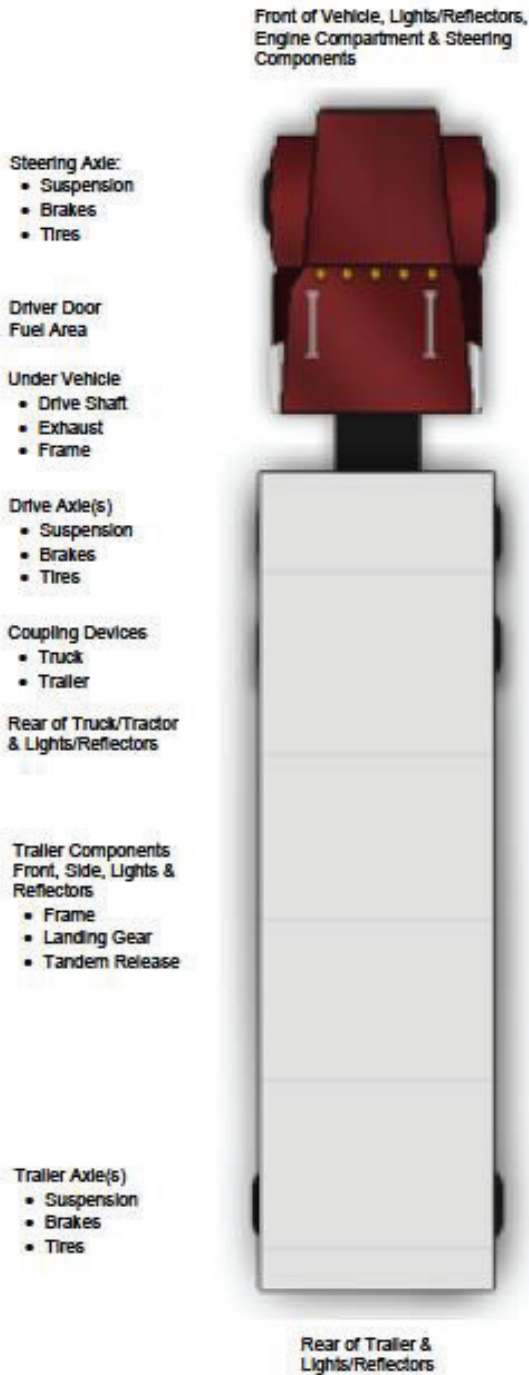 Front of Vehicle, Lights/Reflectors,
Engine Compartment & Steering
Components
Steering Axle:
• Suspension
• Brakes
• Tires
Driver Door
Fuel Area
Under Vehicle
• Drive Shaft
• Exhaust
• Frame
Drive Axle(s)
• Suspension
• Brakes
• Tires
Coupling Devices
• Truck
• Trailer
Rear of Truck/Tractor
& Lights/Reflectors
Trailer Components
Front, Side, Lights &
Reflectors
• Frame
• Landing Gear
• Tandem Release
Trailer Axle(s)
• Suspension
• Brakes
• Tires
Rear of Trailer &
Lights/Reflectors